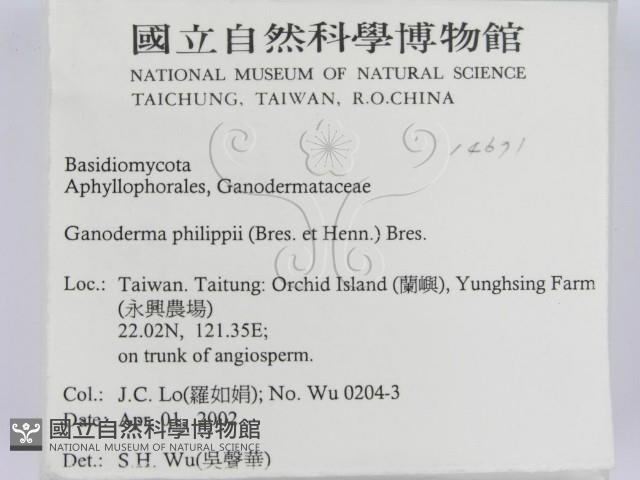 國立自然科學博物館
NATIONAL MUSEUM OF NATURAL SCIENCE
TAICHUNG, TAIWAN, R.O.CHINA
14691
Basidiomycota
Aphyllophorales, Ganodermataceae
Ganoderma philippii (Bres. et Henn.) Bres.
Loc.: Taiwan. Taitung: Orchid Island (蘭嶼), Yunghsing Farm
(永興農場)
22.02N, 121.35E;
on trunk of angiosperm.
Col.: J.C. Lo(羅如娟); No. Wu 0204-3
Date: Apr. 01, 2002
國立自然科學博物館
NATIONAL MUSEUM OF NATURAL SCIENCE
Det.: S.H. Wu(吳聲華)